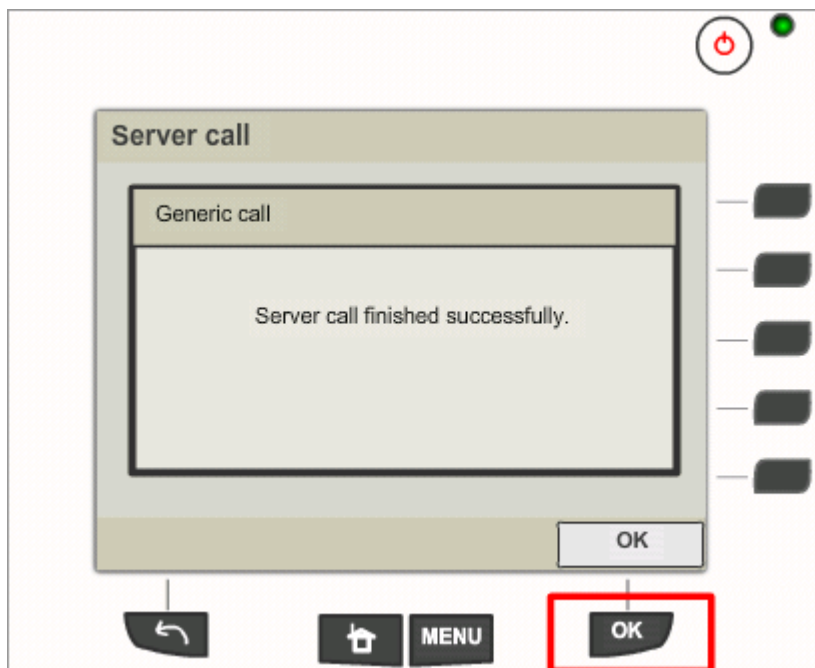 Server call
Generic call
Server call finished successfully.
OK
MENU
OK